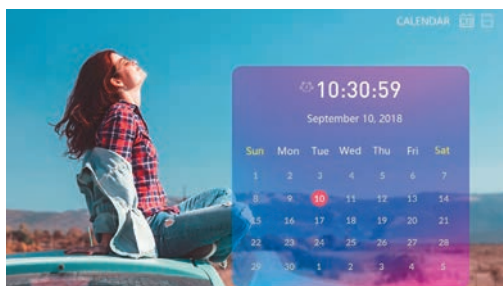 CALENDAR
10:30:59
September 10, 2018
Sun Mon Tue Wed Thu Fri Sat
1 2 3 4 5 6 7
8 9 10 11 12 13 14
15 16 17 18 19 20 21
22 23 24 25 26 27 28
29 30 1 2 3 4 5